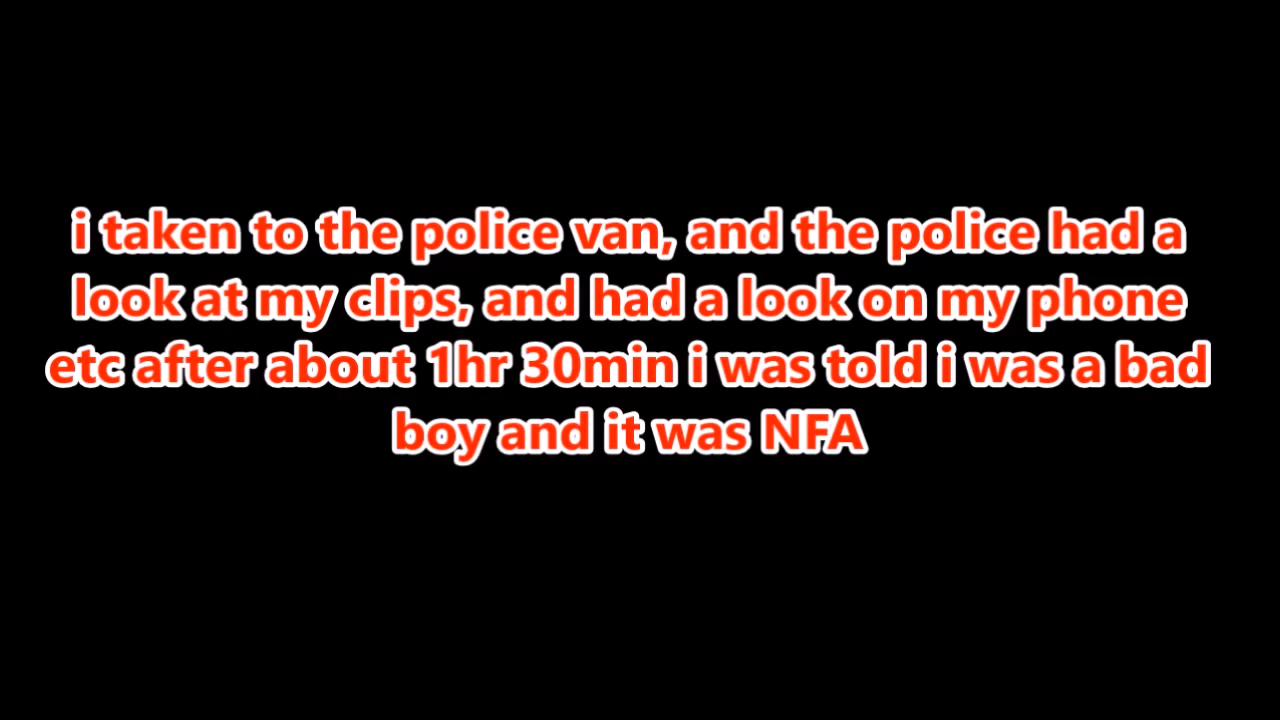 i taken to the police van, and the police had a
look at my clips, and had a look on my phone
etc after about 1hr 30min i was told i was a bad
boy and it was NFA